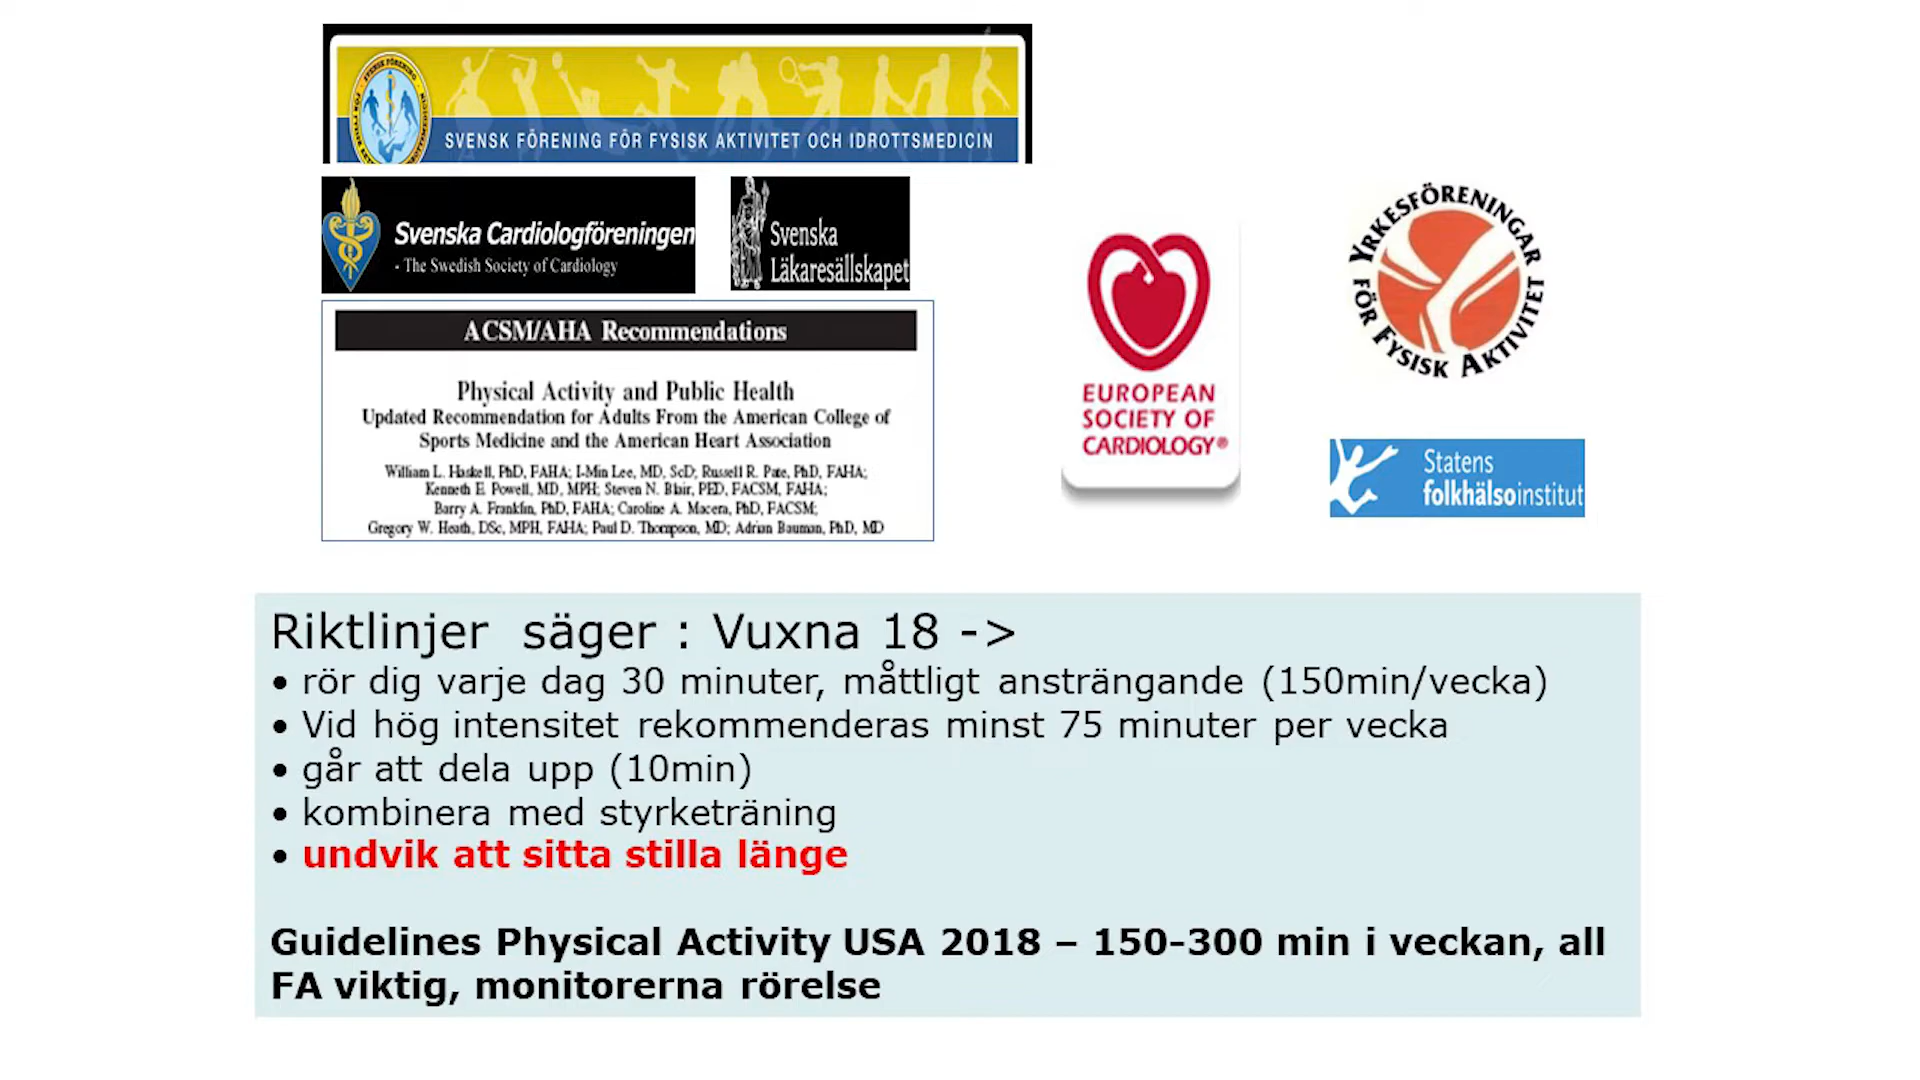 SVENSK FÖRENING FÖR FYSISK AKTIVITET OCH IDROTTSMEDICIN
Svenska Cardiologföreningen
- The Swedish Society of Cardiology
Svenska
Läkaresällskapet
ACSM/AHA Recommendations
Physical Activity and Public Health
Updated Recommendation for Adults From the American College of
Sports Medicine and the American Heart Association
William L. Haskell, PhD, FAHA; I-Min Lee, MD, ScD; Russell R. Pate, PhD, FAHA;
Kenneth E. Powell, MD, MPH; Steven N. Blair, PED, FACSM, FAHA;
Barry A. Franklin, PhD, FAHA; Caroline A. Macera, PhD, FACSM;
Gregory W. Heath, DSc, MPH, FAHA; Paul D. Thompson, MD; Adrian Bauman, PhD, MD
EUROPEAN
SOCIETY OF
CARDIOLOGY®
YRKESFÖRENINGAR
FÖR FYSISK AKTIVITET
Statens
folkhälsoinstitut
Riktlinjer säger : Vuxna 18 ->
• rör dig varje dag 30 minuter, måttligt ansträngande (150min/vecka)
• Vid hög intensitet rekommenderas minst 75 minuter per vecka
• går att dela upp (10min)
• kombinera med styrketräning
• undvik att sitta stilla länge
Guidelines Physical Activity USA 2018 – 150-300 min i veckan, all
FA viktig, monitorerna rörelse